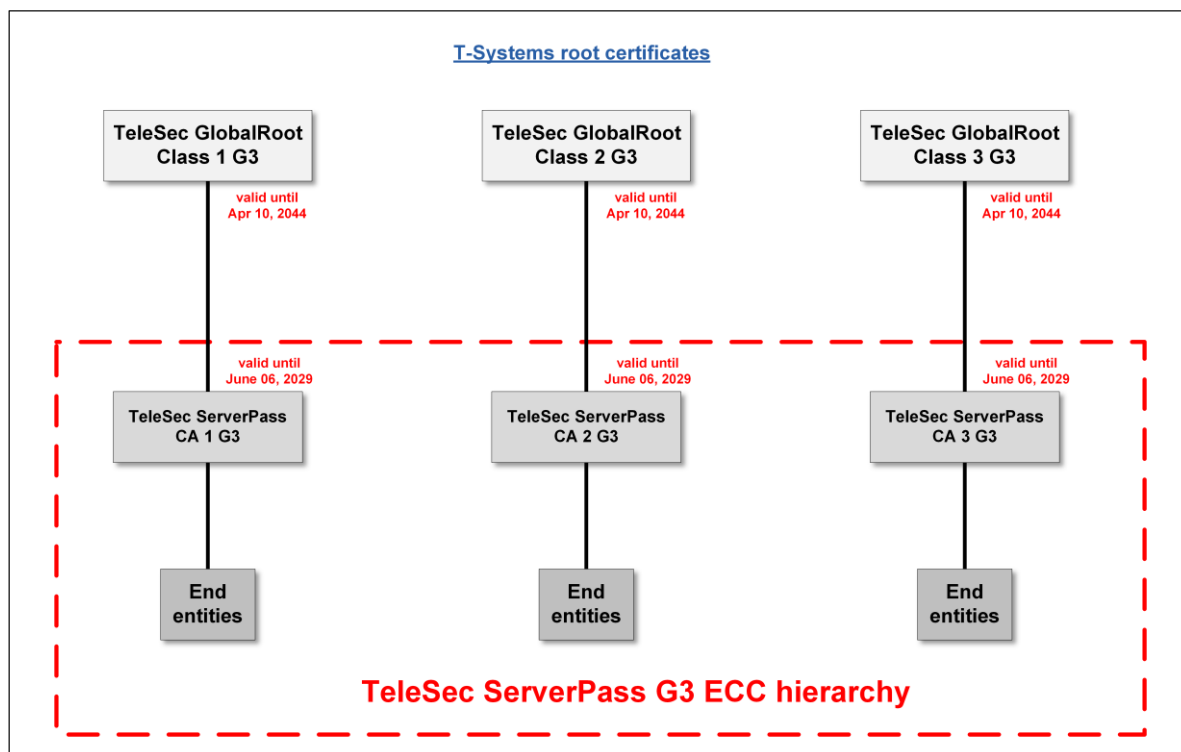 T-Systems root certificates
TeleSec GlobalRoot
Class 1 G3
TeleSec GlobalRoot
Class 2 G3
TeleSec GlobalRoot
Class 3 G3
valid until
Apr 10, 2044
valid until
Apr 10, 2044
valid until
Apr 10, 2044
valid until
June 06, 2029
valid until
June 06, 2029
valid until
June 06, 2029
TeleSec ServerPass
CA 1 G3
TeleSec ServerPass
CA 2 G3
TeleSec ServerPass
CA 3 G3
End
entities
End
entities
End
entities
TeleSec ServerPass G3 ECC hierarchy